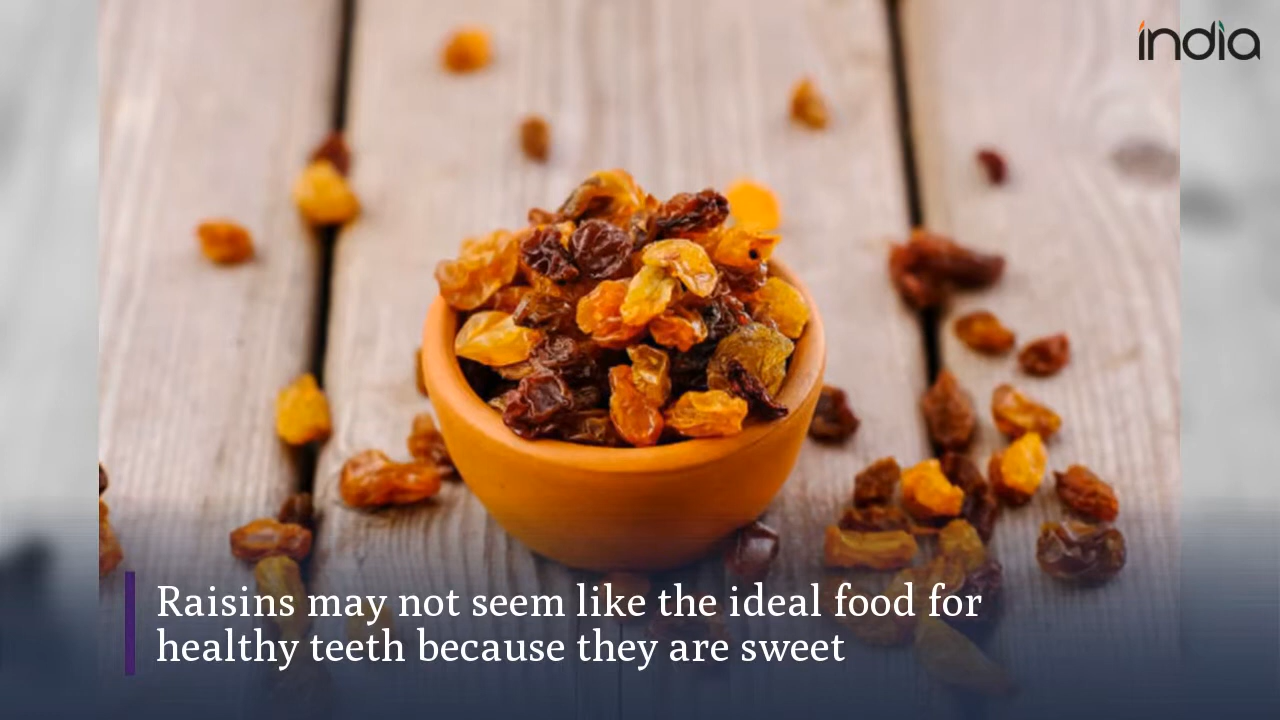 india
Raisins may not seem like the ideal food for
healthy teeth because they are sweet